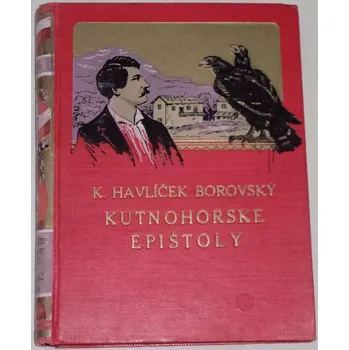 K. HAVLÍČEK BOROVSKÝ
KUTNOHORSKÉ
EPIŠTOLY